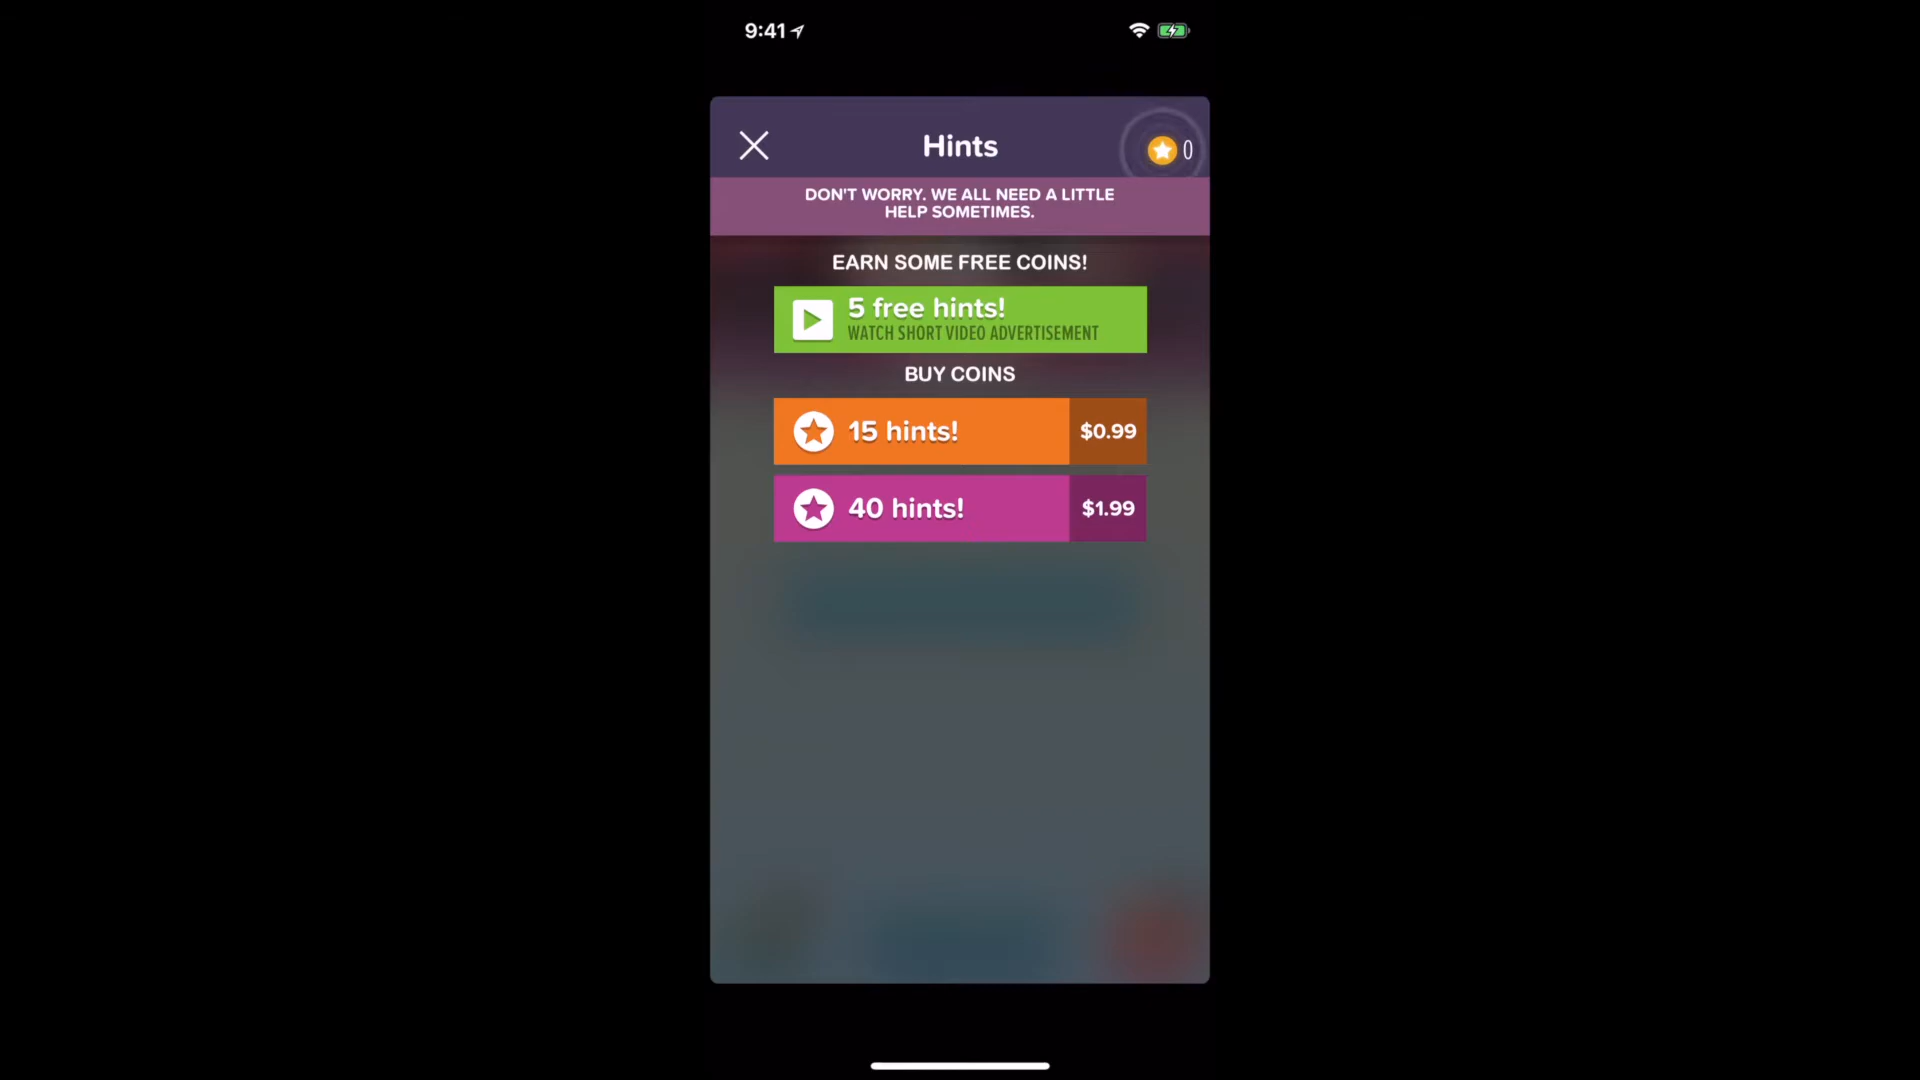 9:41
Hints
0
DON'T WORRY. WE ALL NEED A LITTLE
HELP SOMETIMES.
EARN SOME FREE COINS!
5 free hints!
WATCH SHORT VIDEO ADVERTISEMENT
BUY COINS
15 hints!
$0.99
40 hints!
$1.99